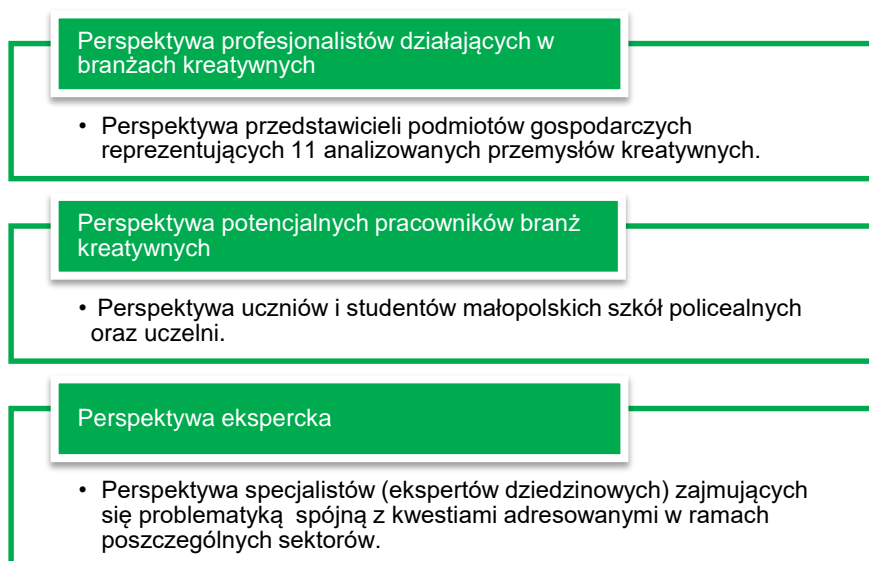 Perspektywa profesjonalistów działających w
branżach kreatywnych
• Perspektywa przedstawicieli podmiotów gospodarczych
reprezentujących 11 analizowanych przemysłów kreatywnych.
Perspektywa potencjalnych pracowników branż
kreatywnych
• Perspektywa uczniów i studentów małopolskich szkół policealnych
oraz uczelni.
Perspektywa ekspercka
• Perspektywa specjalistów (ekspertów dziedzinowych) zajmujących
się problematyką  spójną z kwestiami adresowanymi w ramach
poszczególnych sektorów.